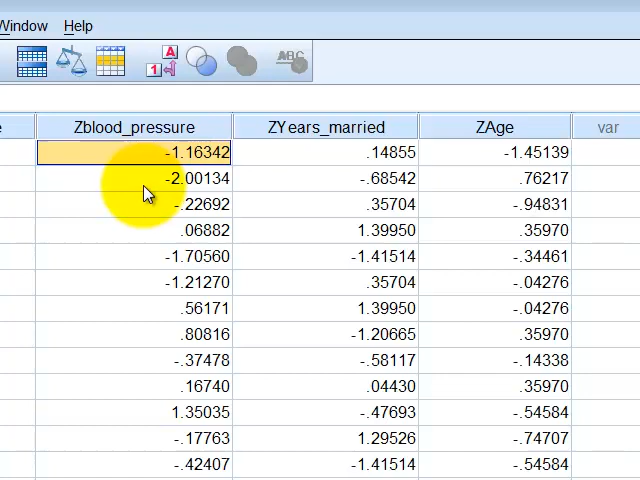 Window Help
A
1
ABC
e Zblood_pressure ZYears_married ZAge var
-1.16342 .14855 -1.45139
-2.00134 -.68542 .76217
-.22692 .35704 -.94831
.06882 1.39950 .35970
-1.70560 -1.41514 -.34461
-1.21270 .35704 -.04276
.56171 1.39950 -.04276
.80816 -1.20665 .35970
-.37478 -.58117 -.14338
.16740 .04430 .35970
1.35035 -.47693 -.54584
-.17763 1.29526 -.74707
-.42407 -1.41514 -.54584